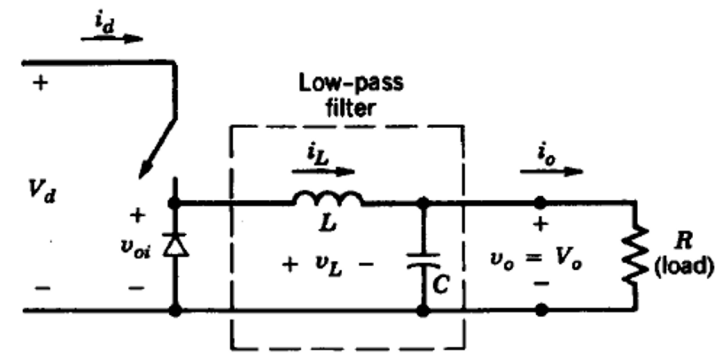 i_d
+
Low-pass
filter
i_L
i_o
V_d
+
L
+
R
(load)
v_oi
+ v_L −
C
v_o = V_o
−
−
−